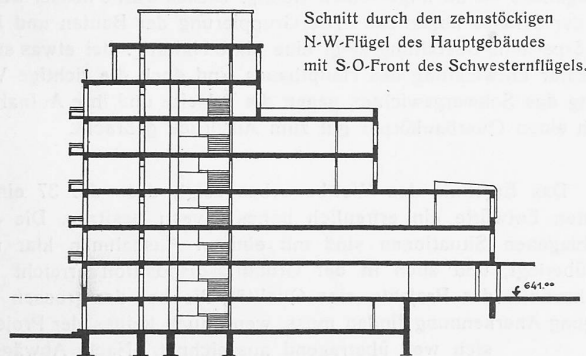 Schnitt durch den zehnstöckigen
N-W-Flügel des Hauptgebäudes
mit S-O-Front des Schwesternflügels.
641.00